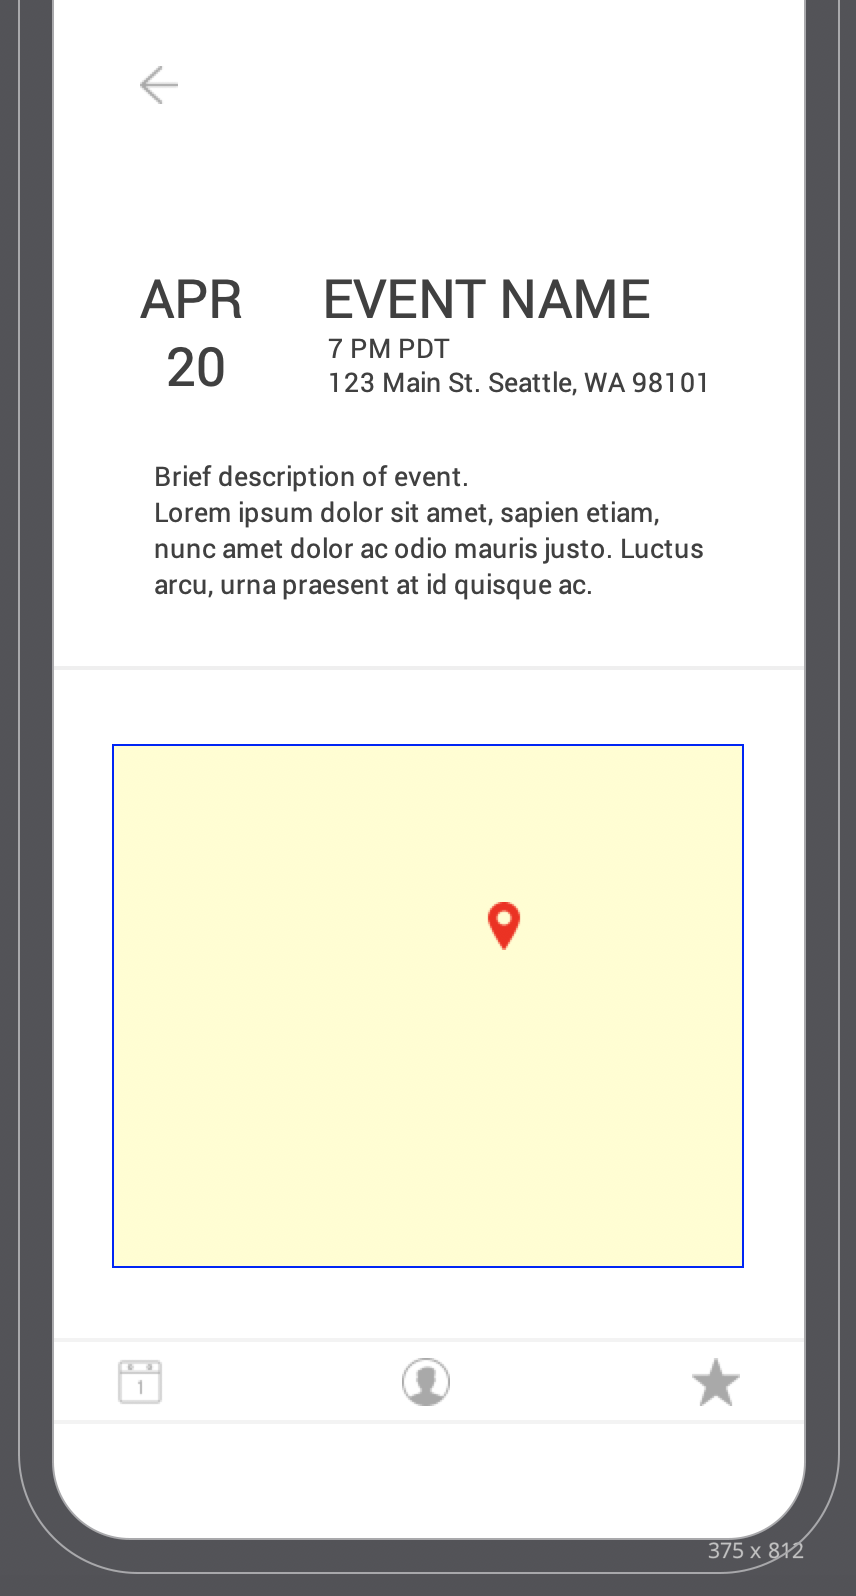 APR
20
EVENT NAME
7 PM PDT
123 Main St. Seattle, WA 98101
Brief description of event.
Lorem ipsum dolor sit amet, sapien etiam,
nunc amet dolor ac odio mauris justo. Luctus
arcu, urna praesent at id quisque ac.
1
375 x 812